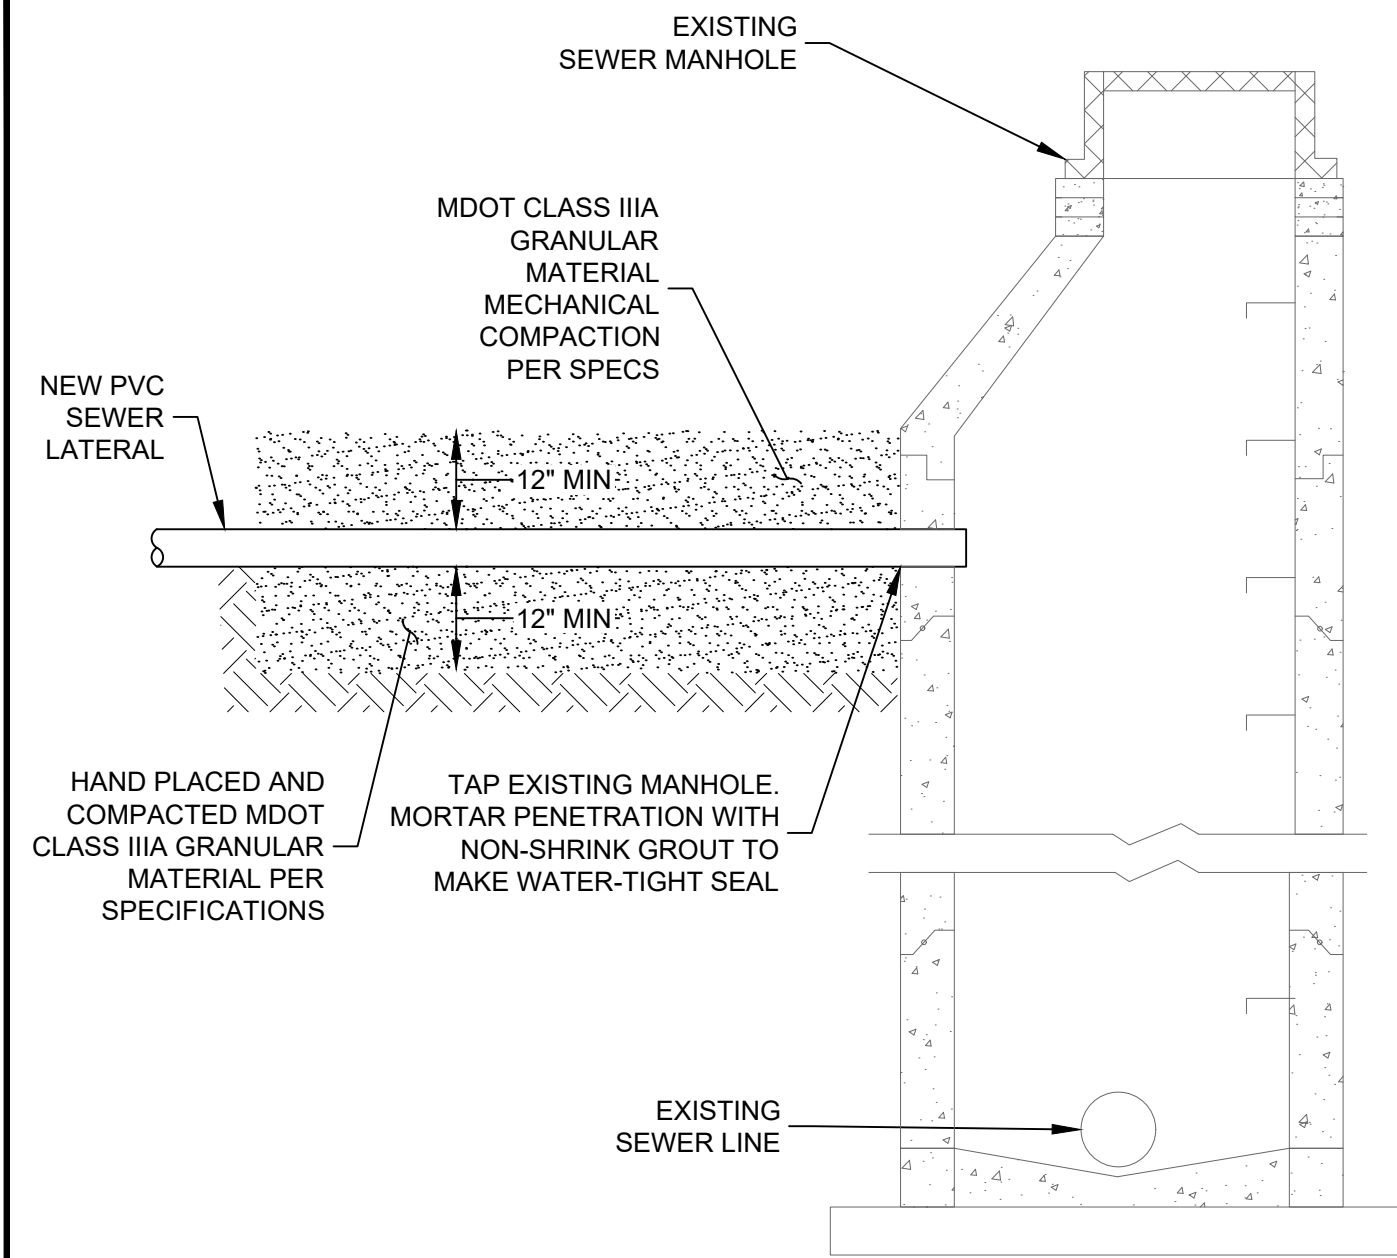 EXISTING
SEWER MANHOLE
MDOT CLASS IIIA
GRANULAR
MATERIAL
MECHANICAL
COMPACTION
PER SPECS
NEW PVC
SEWER
LATERAL
12" MIN
12" MIN
HAND PLACED AND
COMPACTED MDOT
CLASS IIIA GRANULAR
MATERIAL PER
SPECIFICATIONS
TAP EXISTING MANHOLE.
MORTAR PENETRATION WITH
NON-SHRINK GROUT TO
MAKE WATER-TIGHT SEAL
EXISTING
SEWER LINE